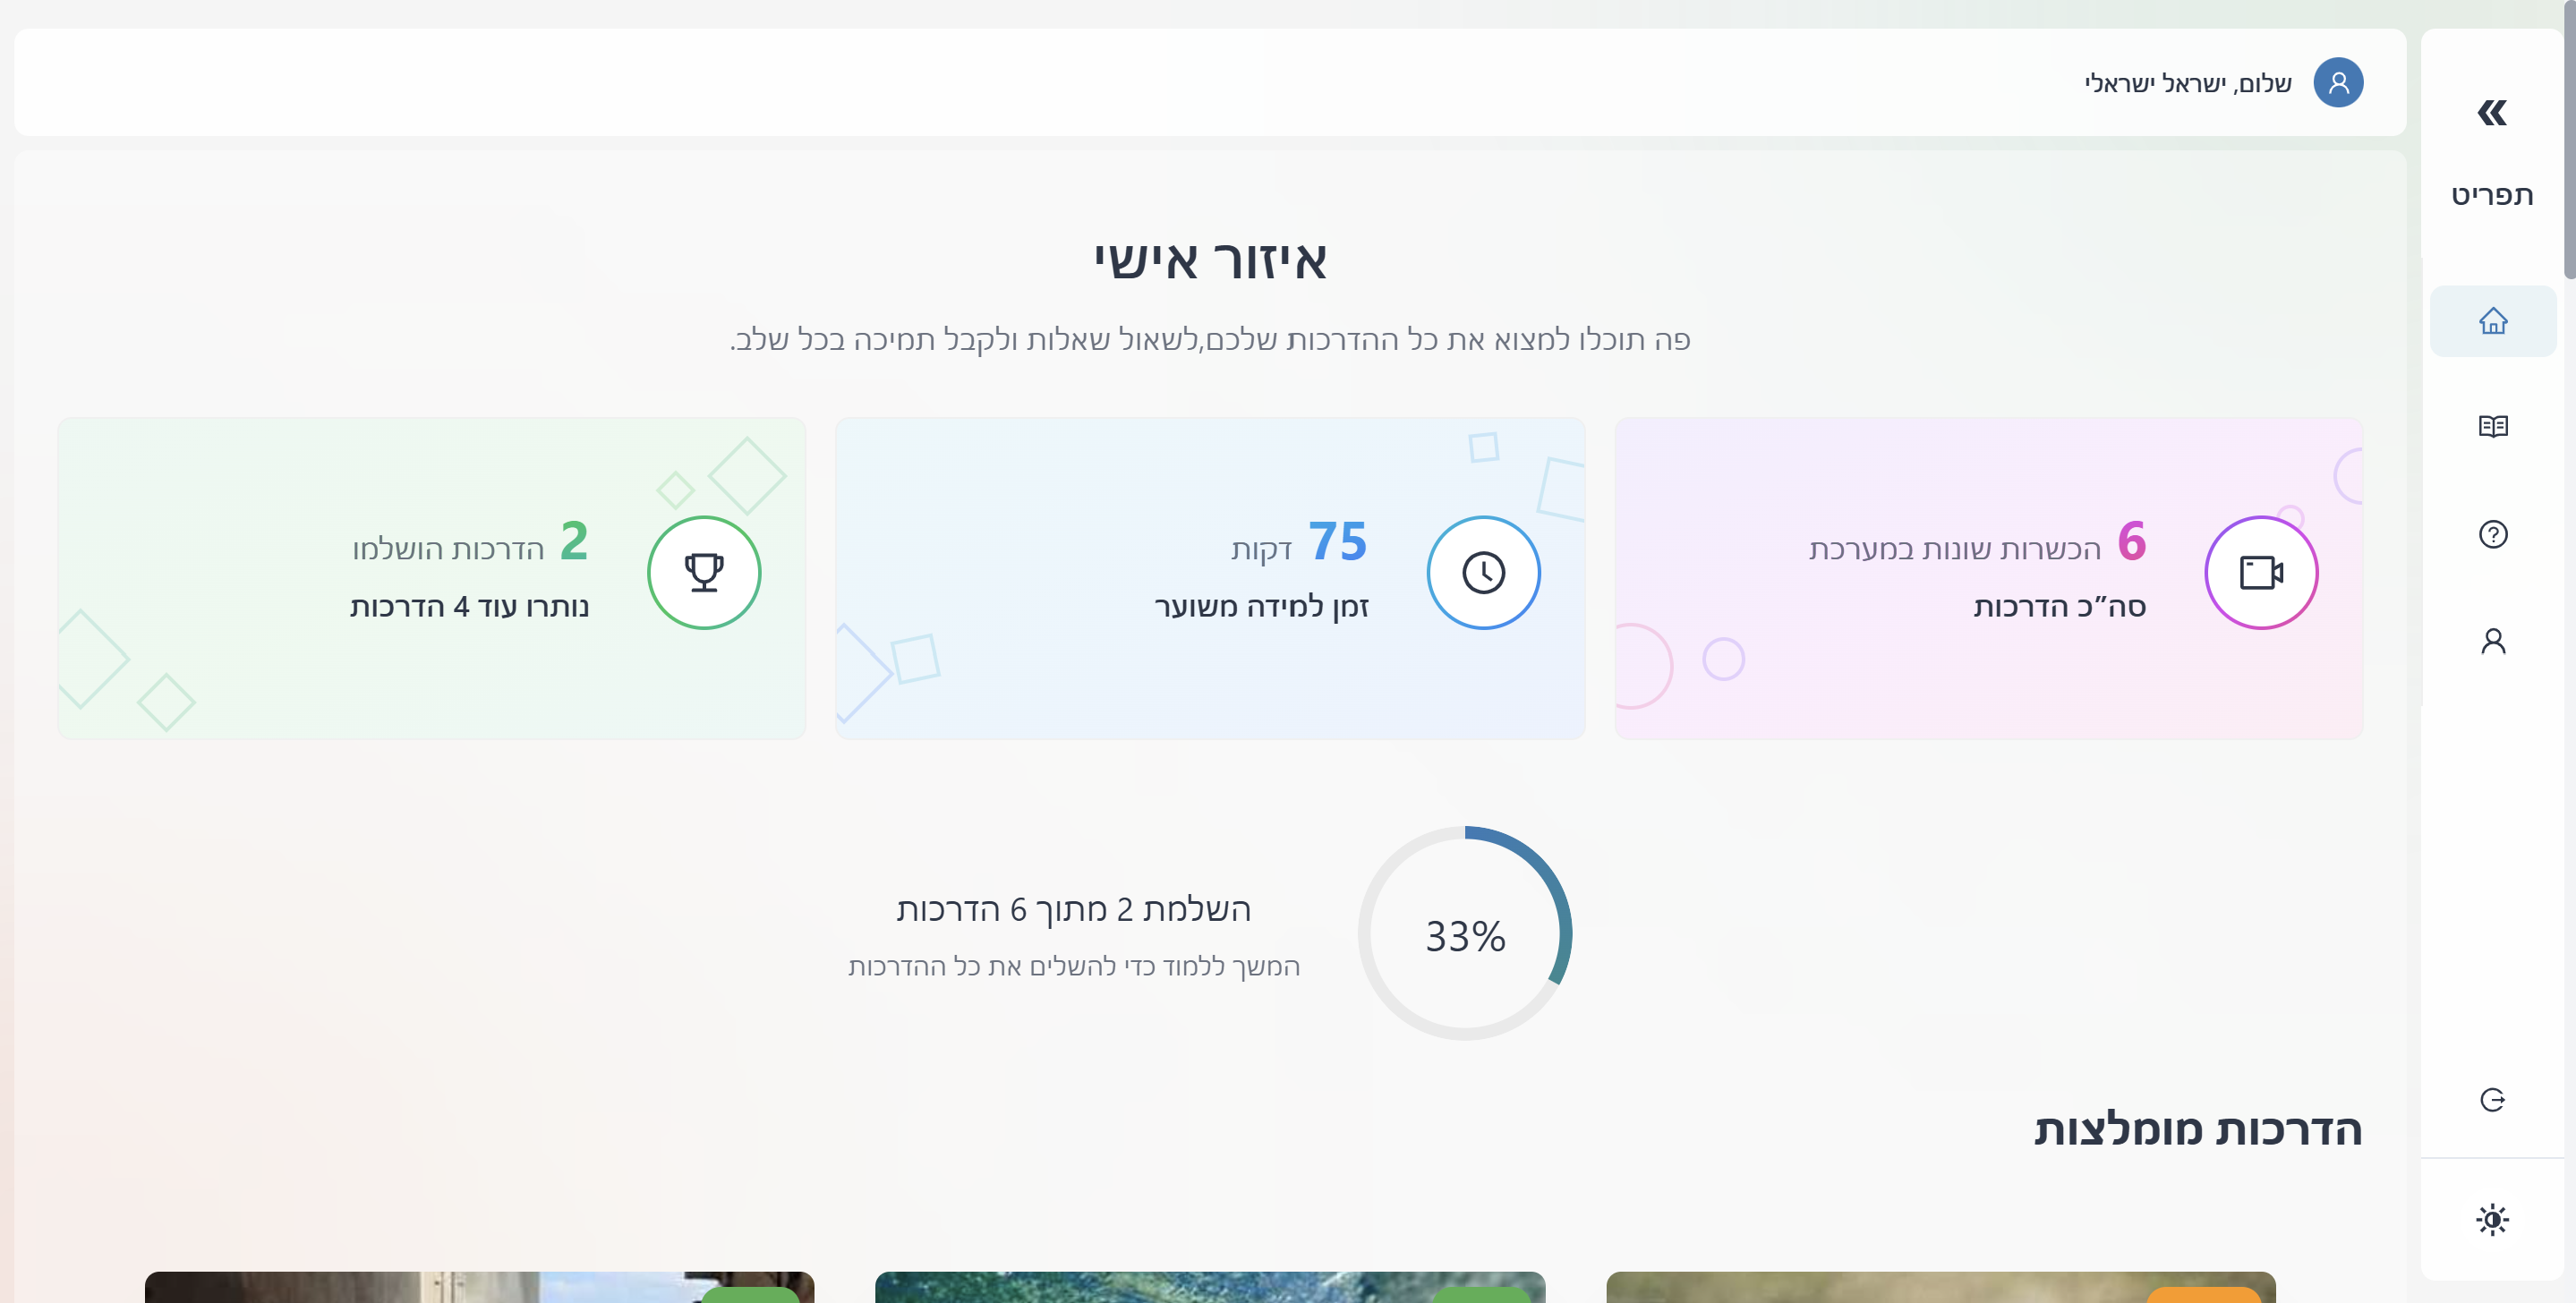 שלום, ישראל ישראלי
תפריט
איזור אישי
פה תוכלו למצוא את כל ההדרכות שלכם,לשאול שאלות ולקבל תמיכה בכל שלב.
6 הכשרות שונות במערכת
סה"כ הדרכות
75 דקות
זמן למידה משוער
2 הדרכות הושלמו
נותרו עוד 4 הדרכות
33%
השלמת 2 מתוך 6 הדרכות
המשך ללמוד כדי להשלים את כל ההדרכות
הדרכות מומלצות